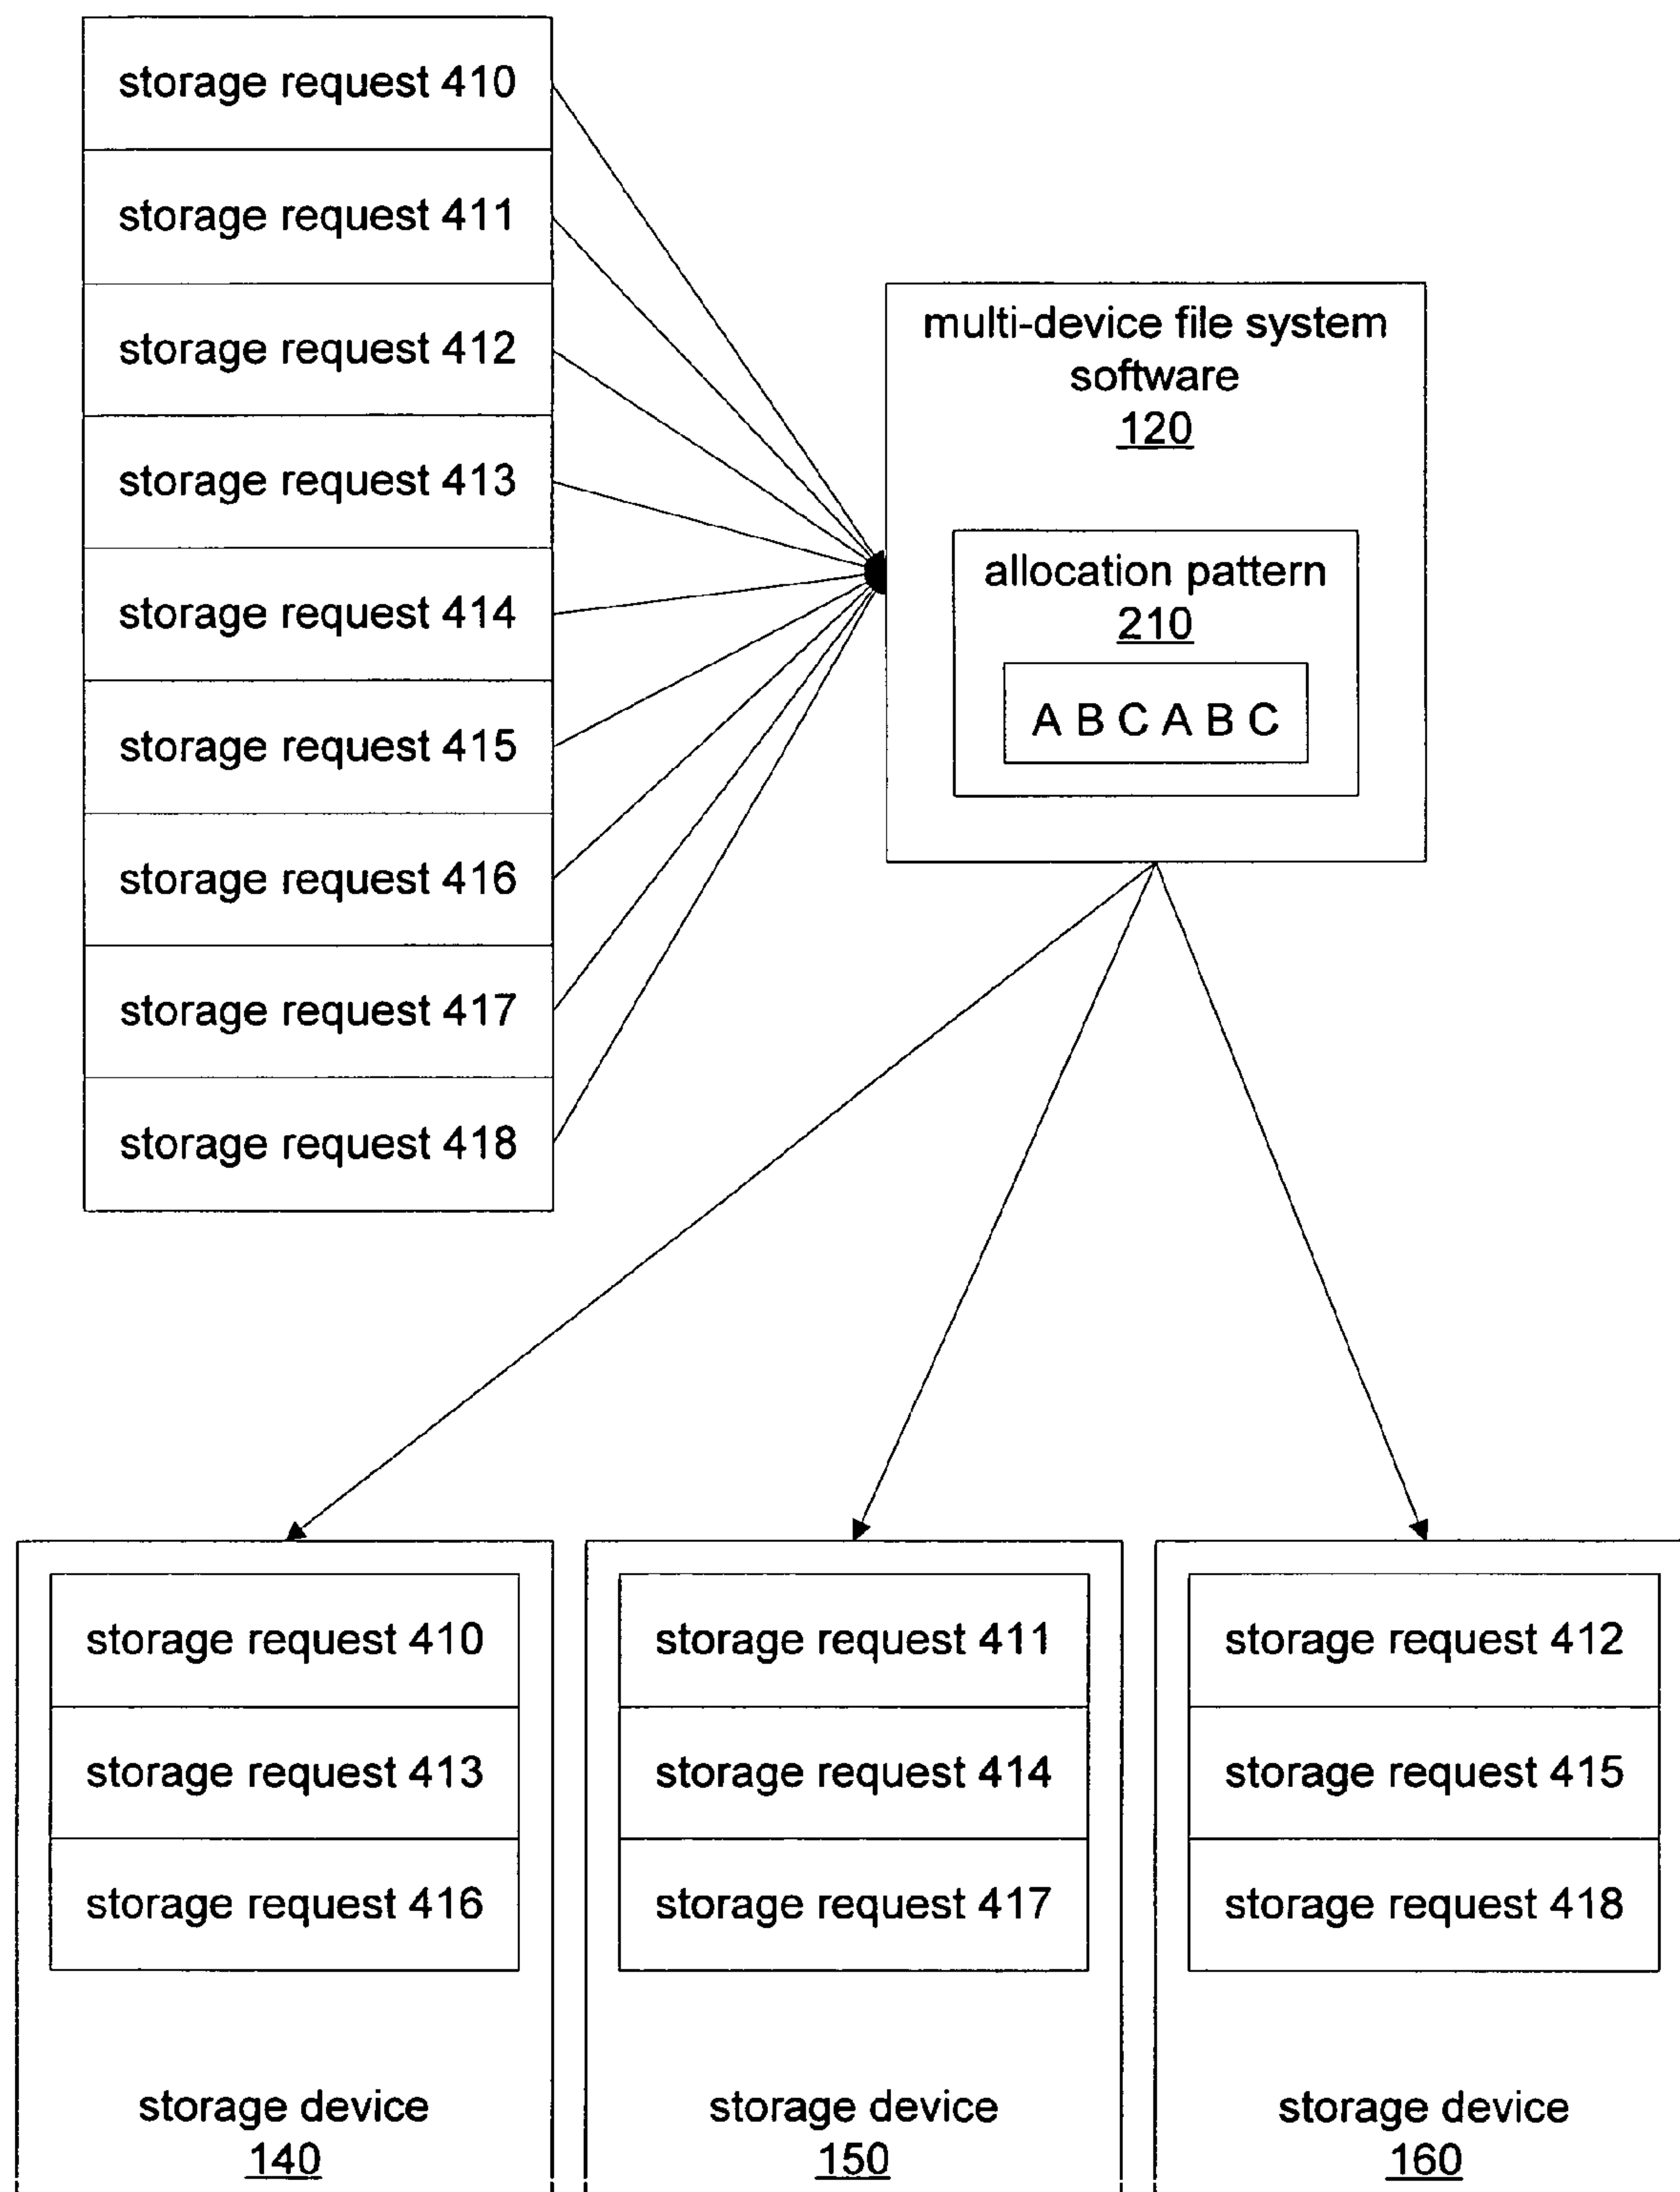 storage request 410
storage request 411
storage request 412
storage request 413
storage request 414
storage request 415
storage request 416
storage request 417
storage request 418
multi-device file system
software
120
allocation pattern
210
A B C A B C
storage request 410
storage request 413
storage request 416
storage device
140
storage request 411
storage request 414
storage request 417
storage device
150
storage request 412
storage request 415
storage request 418
storage device
160